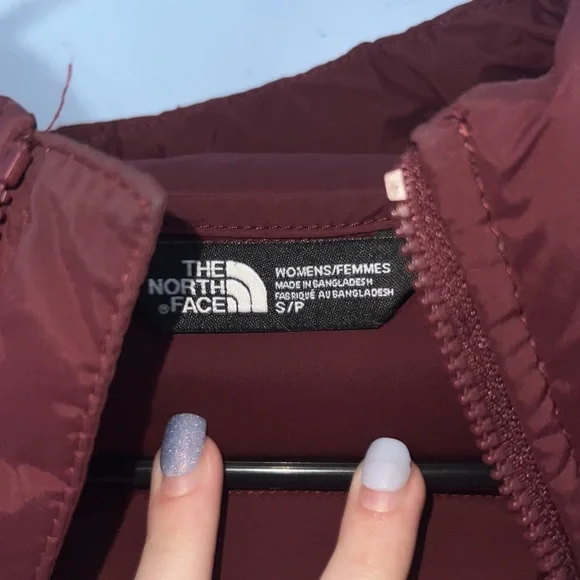 THE
NORTH
®FACE
WOMENS/FEMMES
MADE IN BANGLADESH
FABRIQUÉ AU BANGLADESH
S/P